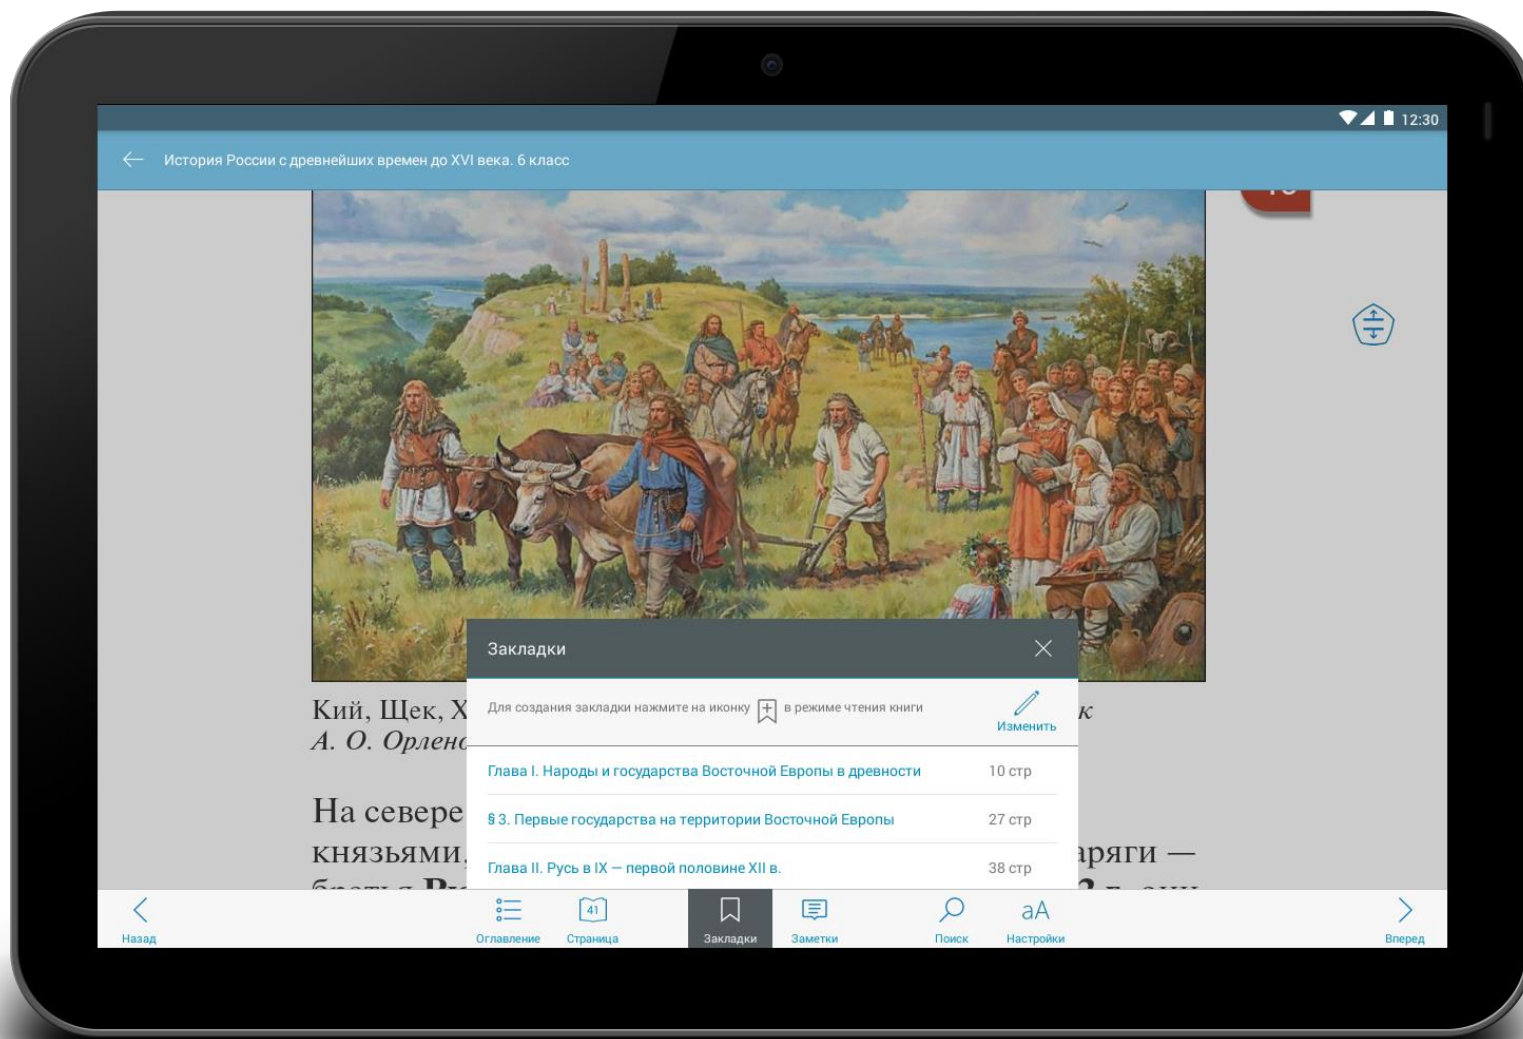 12:30
История России с древнейших времен до XVI века. 6 класс
Закладки
Для создания закладки нажмите на иконку в режиме чтения книги
Изменить
Кий, Щек, Х
к
А. О. Орлено
Глава I. Народы и государства Восточной Европы в древности 10 стр
На севере
§ 3. Первые государства на территории Восточной Европы 27 стр
князьями,
аряги —
Глава II. Русь в IX — первой половине XII в. 38 стр
41
аА
Назад Оглавление Страница Закладки Заметки Поиск Настройки Вперед